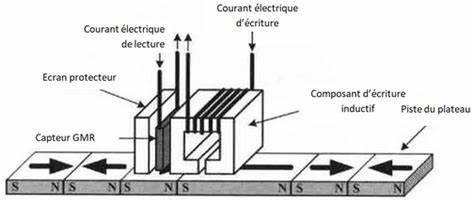 Courant électrique
de lecture
Courant électrique
d'écriture
Ecran protecteur
Composant d'écriture
inductif
Piste du plateau
Capteur GMR
S N S N S N S N S N S N